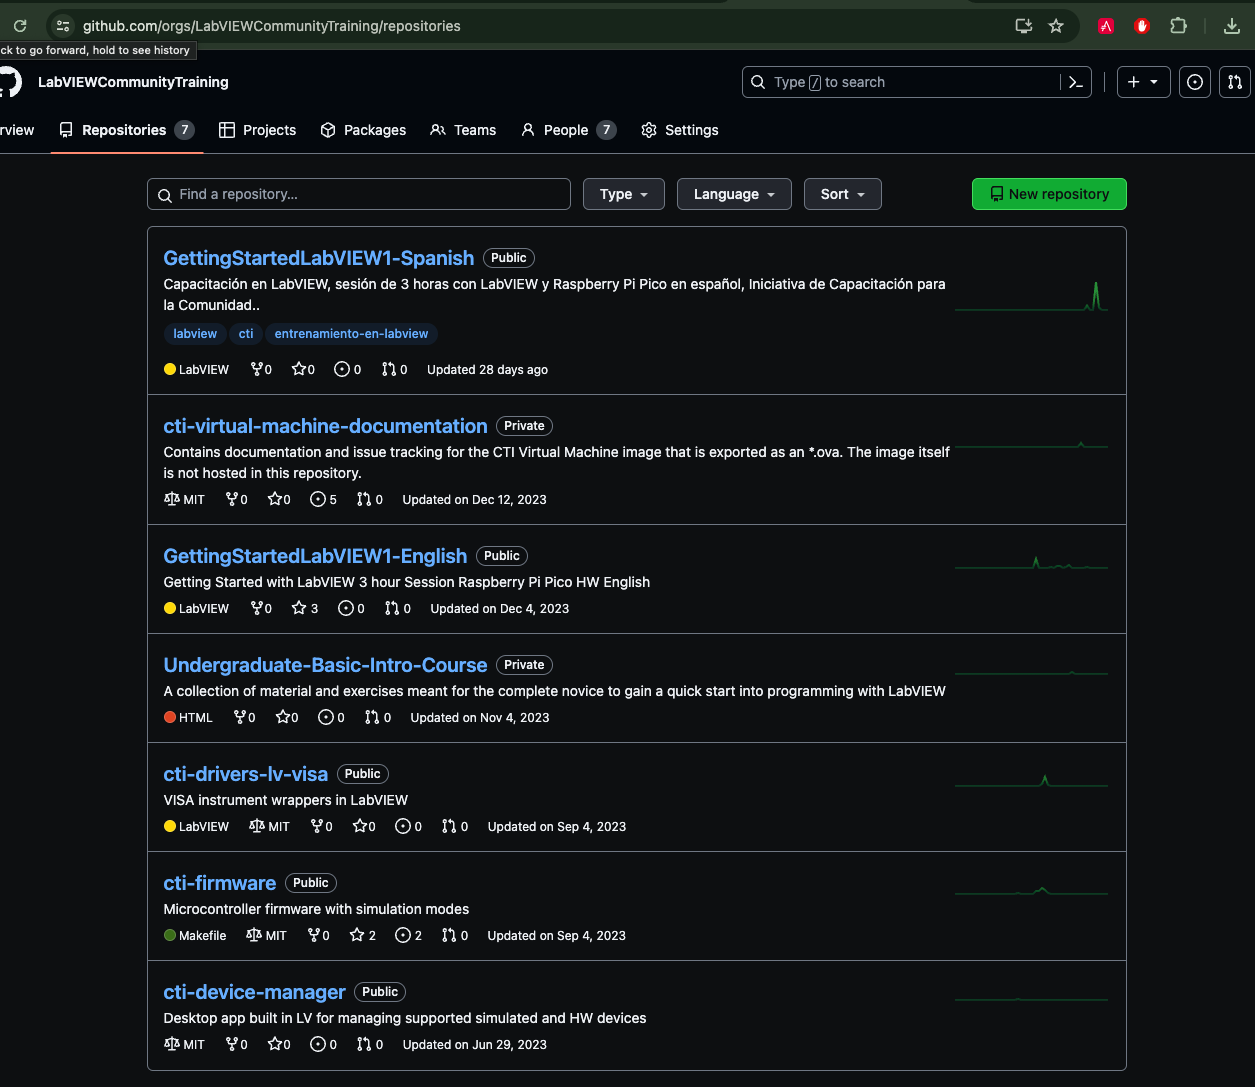 github.com/orgs/LabVIEWCommunityTraining/repositories
ck to go forward, hold to see history
LabVIEWCommunityTraining
Type / to search
rview
Repositories 7
Projects
Packages
Teams
People 7
Settings
Find a repository...
Type
Language
Sort
New repository
GettingStartedLabVIEW1-Spanish Public
Capacitación en LabVIEW, sesión de 3 horas con LabVIEW y Raspberry Pi Pico en español, Iniciativa de Capacitación para
la Comunidad..
labview cti entrenamiento-en-labview
LabVIEW 0 0 0 0 Updated 28 days ago
cti-virtual-machine-documentation Private
Contains documentation and issue tracking for the CTI Virtual Machine image that is exported as an *.ova. The image itself
is not hosted in this repository.
MIT 0 0 5 0 Updated on Dec 12, 2023
GettingStartedLabVIEW1-English Public
Getting Started with LabVIEW 3 hour Session Raspberry Pi Pico HW English
LabVIEW 0 3 0 0 Updated on Dec 4, 2023
Undergraduate-Basic-Intro-Course Private
A collection of material and exercises meant for the complete novice to gain a quick start into programming with LabVIEW
HTML 0 0 0 0 Updated on Nov 4, 2023
cti-drivers-lv-visa Public
VISA instrument wrappers in LabVIEW
LabVIEW MIT 0 0 0 0 Updated on Sep 4, 2023
cti-firmware Public
Microcontroller firmware with simulation modes
Makefile MIT 0 2 2 0 Updated on Sep 4, 2023
cti-device-manager Public
Desktop app built in LV for managing supported simulated and HW devices
MIT 0 0 0 0 Updated on Jun 29, 2023